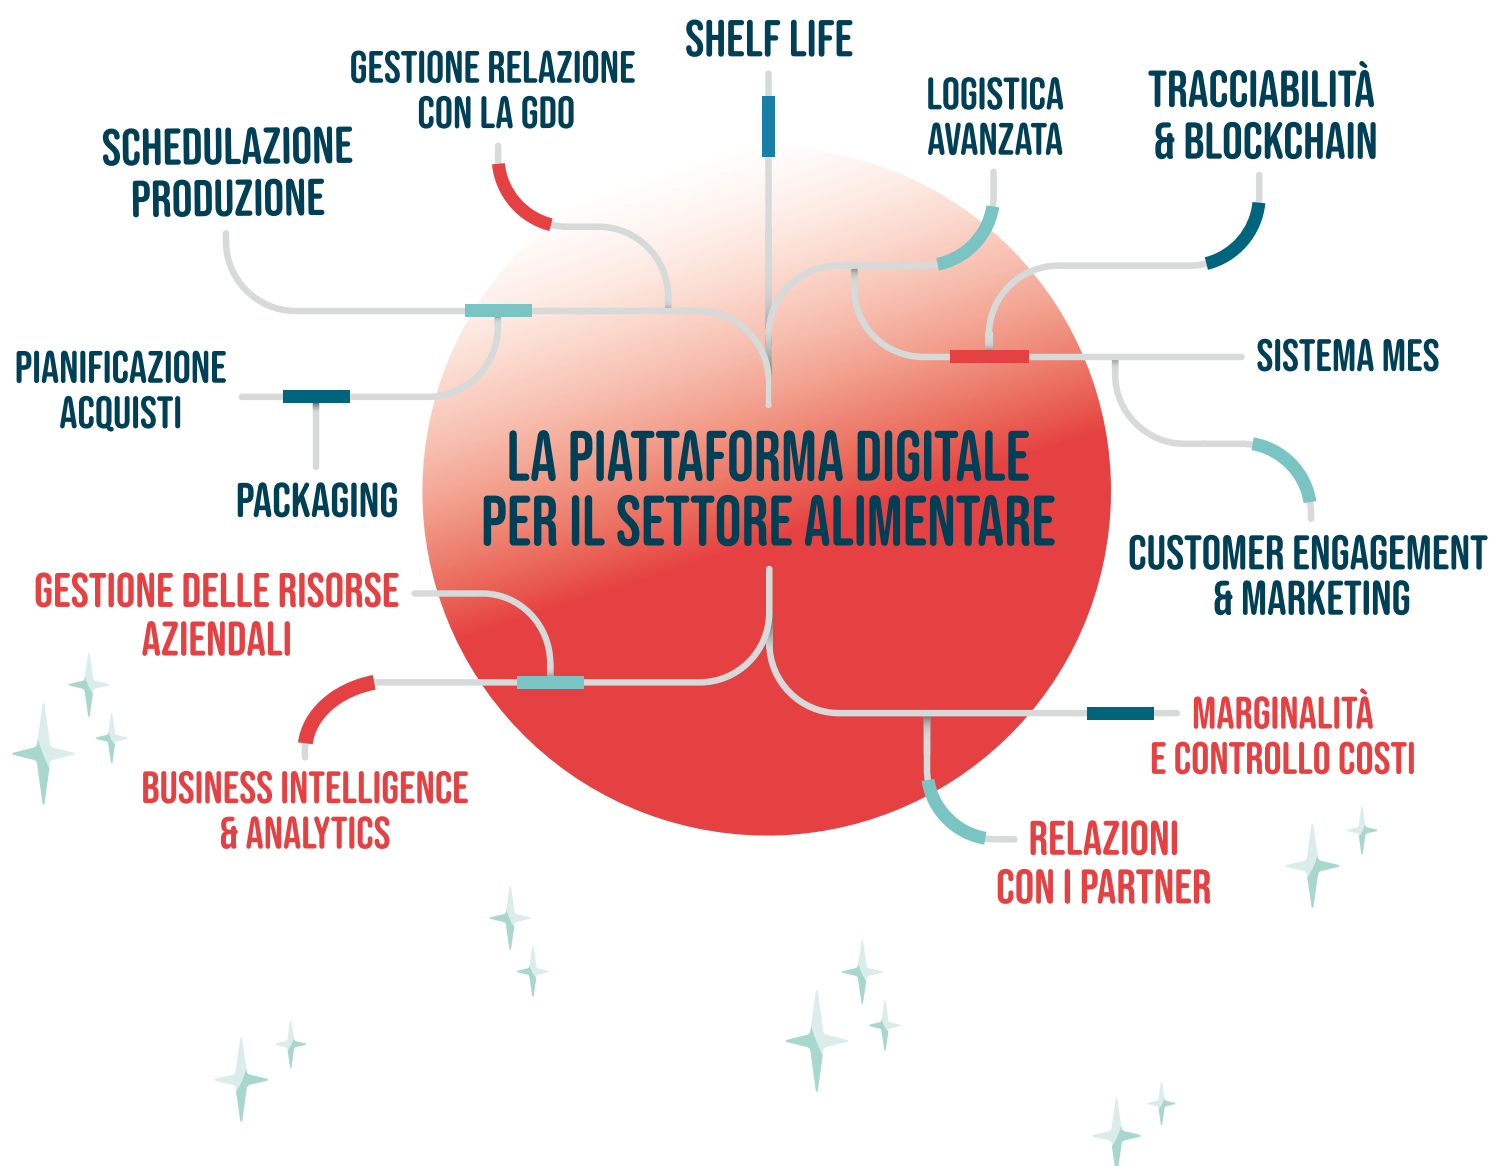 SHELF LIFE
GESTIONE RELAZIONE
CON LA GDO
LOGISTICA
AVANZATA
TRACCIABILITÀ
& BLOCKCHAIN
SCHEDULAZIONE
PRODUZIONE
SISTEMA MES
PIANIFICAZIONE
ACQUISTI
PACKAGING
LA PIATTAFORMA DIGITALE
PER IL SETTORE ALIMENTARE
CUSTOMER ENGAGEMENT
& MARKETING
GESTIONE DELLE RISORSE
AZIENDALI
MARGINALITÀ
E CONTROLLO COSTI
BUSINESS INTELLIGENCE
& ANALYTICS
RELAZIONI
CON I PARTNER